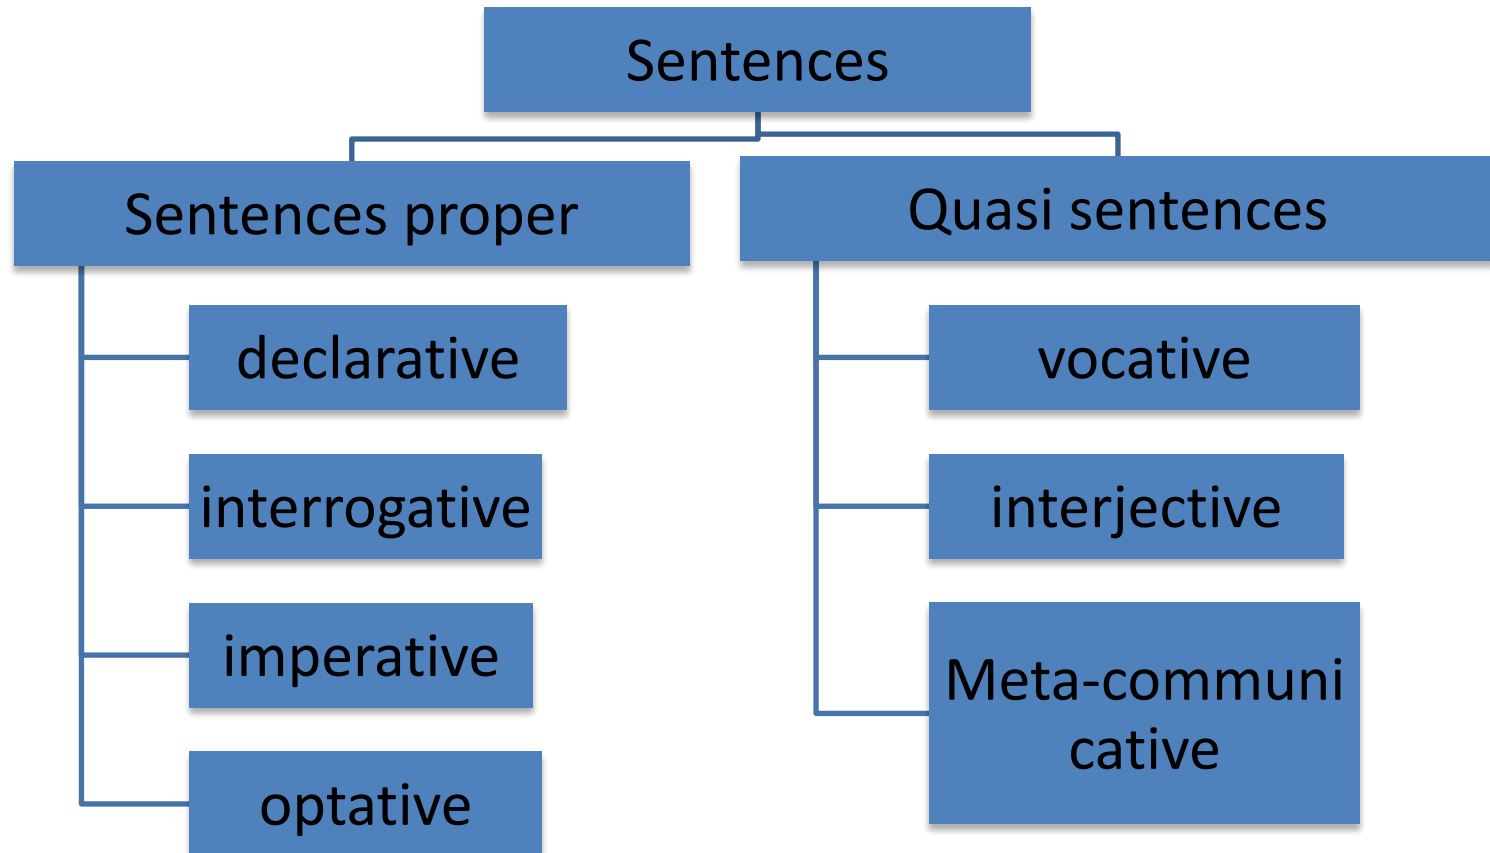 Sentences
Sentences proper
Quasi sentences
declarative
interrogative
imperative
optative
vocative
interjective
Meta-communi
cative